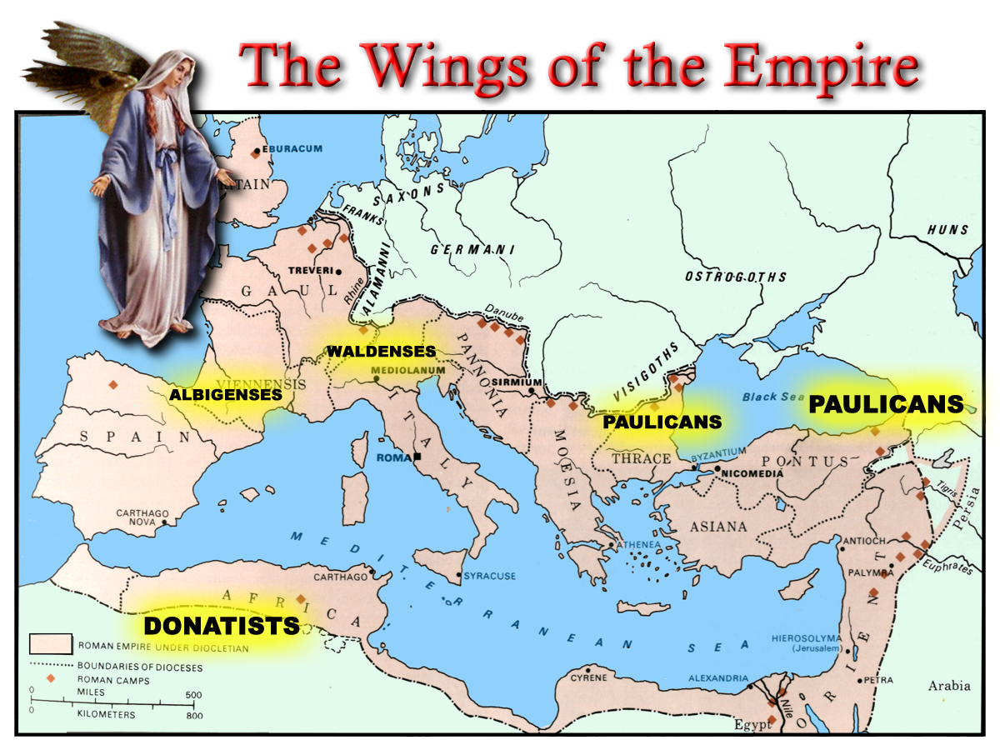 The Wings of the Empire
EBURACUM
TAIN
SAXONS
FRANKS
HUNS
GERMANI
ALAMANNI
OSTROGOTHS
TREVERI
GAUL
Rhine
Danube
WALDENSES
MEDIOLANUM
PANNONIA
VISIGOTHS
ALBIGENSES
VIENNENSIS
SIRMIUM
Black Sea
PAULICANS
PAULICANS
SPAIN
ITALY
ROMA
MOESIA
THRACE
BYZANTIUM
NICOMEDIA
PONTUS
Tigris
Persia
CARTHAGO
NOVA
ASIANA
ATHENEA
ANTIOCH
PALYMRA
Euphrates
MEDITERRANEAN SEA
CARTHAGO
SYRACUSE
AFRICA
DONATISTS
ORIENT
HIEROSOLYMA
(Jerusalem)
CYRENE
ALEXANDRIA
PETRA
Arabia
Nile
Egypt
ROMAN EMPIRE UNDER DIOCLETIAN
BOUNDARIES OF DIOCESES
ROMAN CAMPS
0 MILES 500
0 KILOMETERS 800